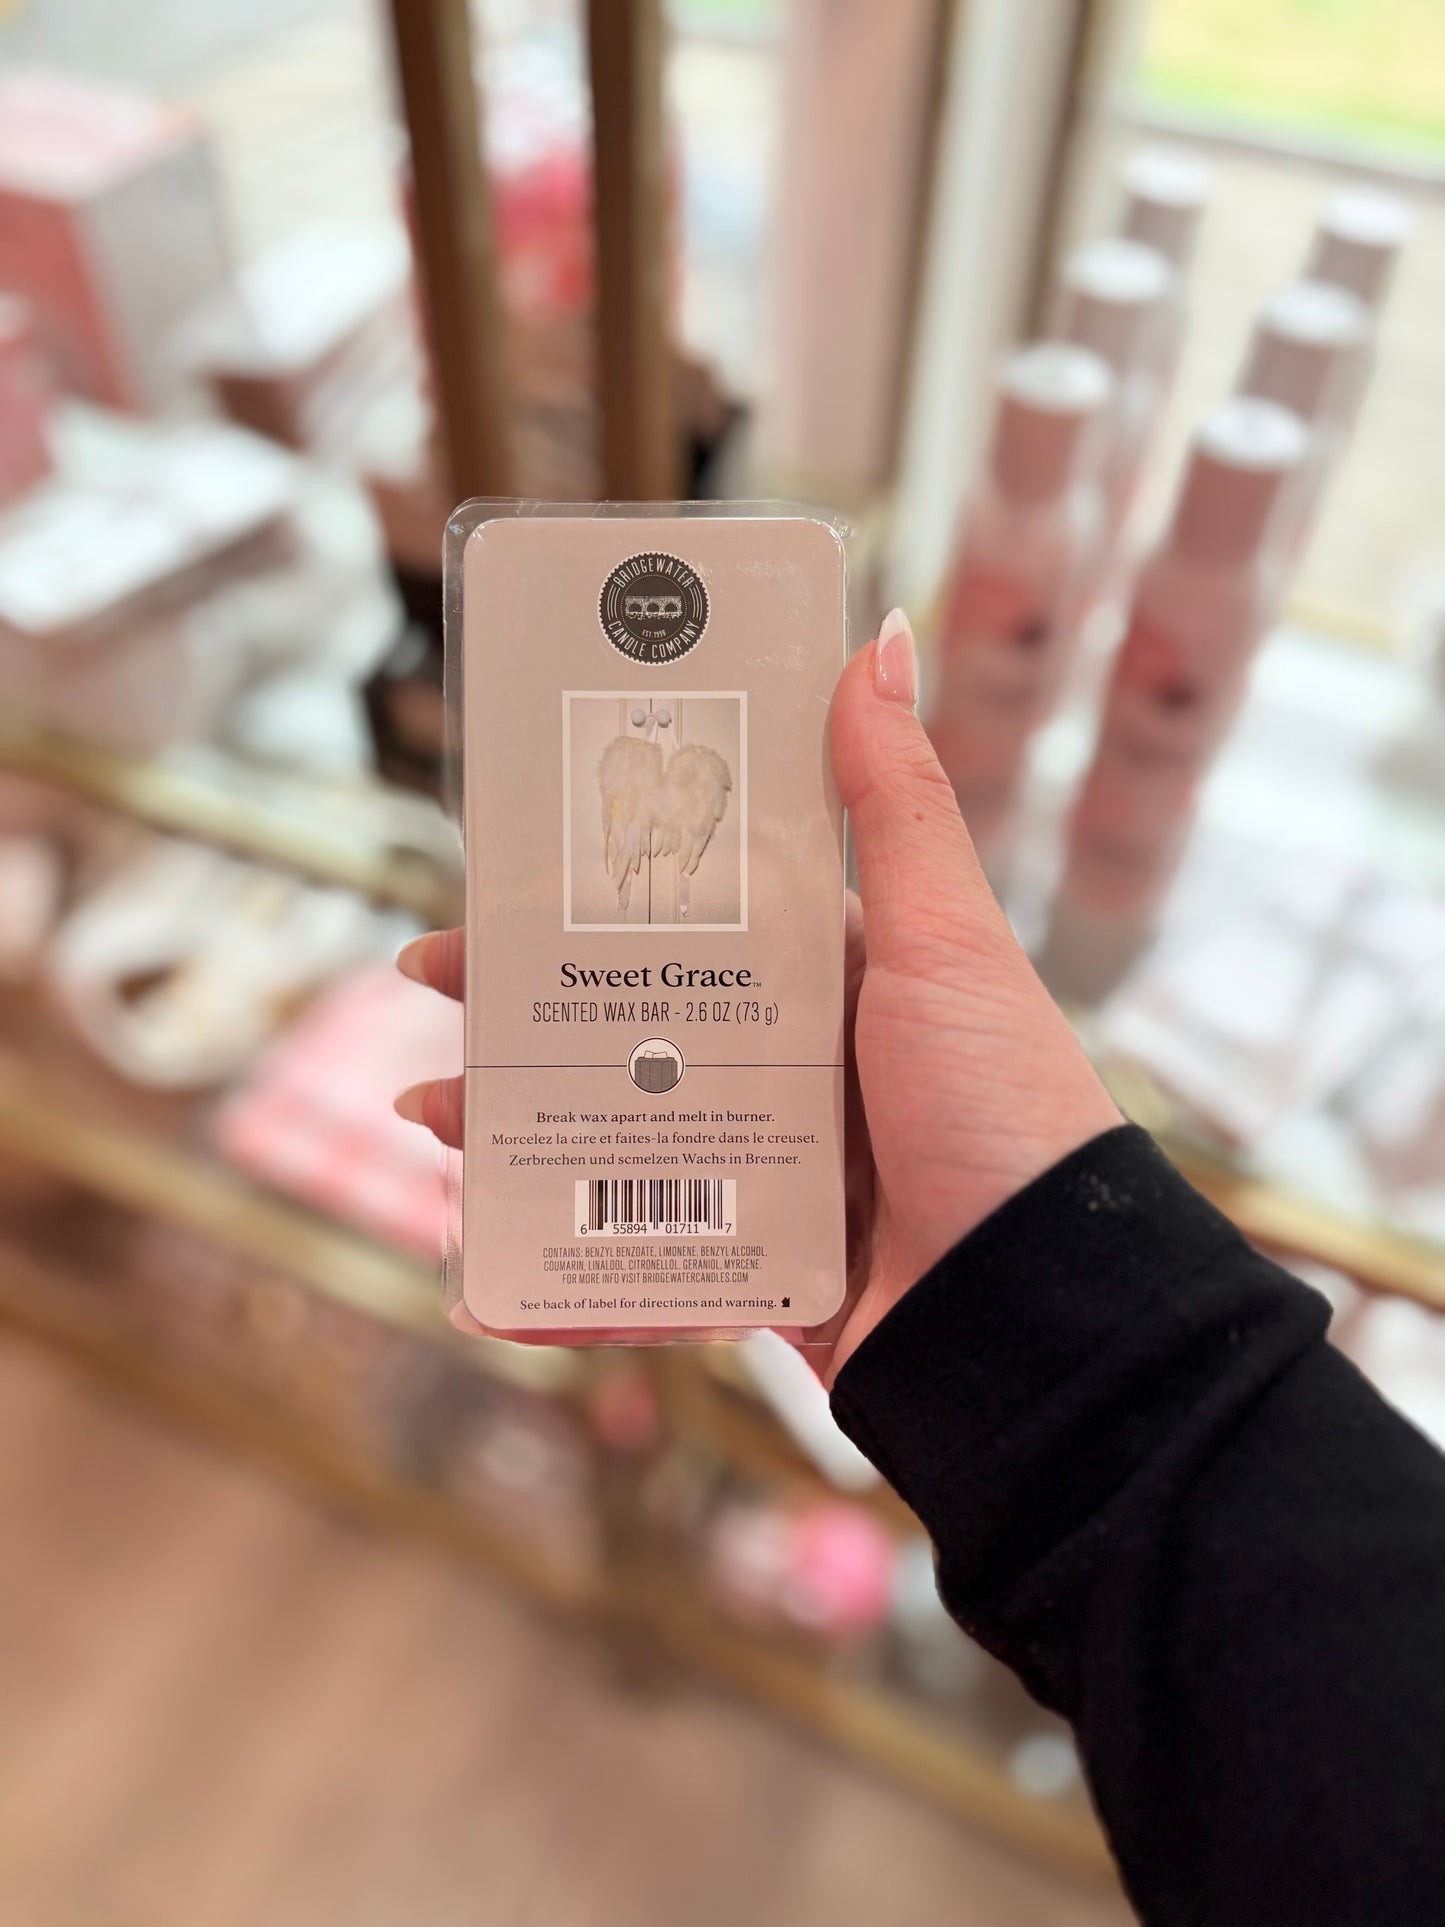 BRIDGEWATER
EST. 1998
CANDLE COMPANY
Sweet Grace™
SCENTED WAX BAR - 2.6 OZ (73 g)
Break wax apart and melt in burner.
Morcelez la cire et faites-la fondre dans le creuset.
Zerbrechen und scmelzen Wachs in Brenner.
6 55894 01711 7
CONTAINS: BENZYL BENZOATE, LIMONENE, BENZYL ALCOHOL,
COUMARIN, LINALOOL, CITRONELLOL, GERANIOL, MYRCENE.
FOR MORE INFO VISIT BRIDGEWATERCANDLES.COM
See back of label for directions and warning.